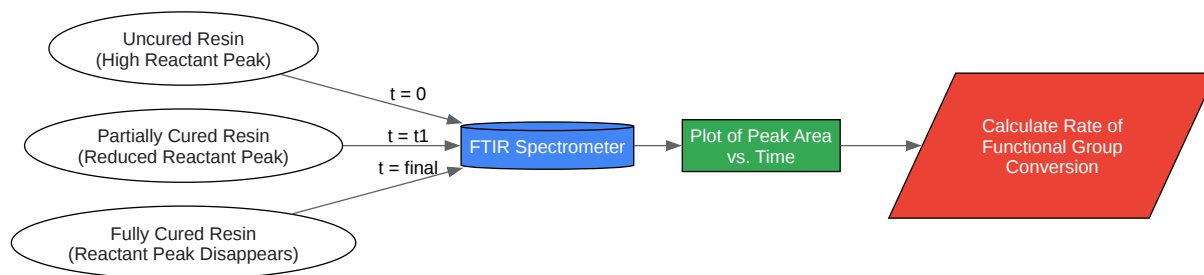 Uncured Resin
(High Reactant Peak)
t = 0
Partially Cured Resin
(Reduced Reactant Peak)
t = t1
t = final
Fully Cured Resin
(Reactant Peak Disappears)
FTIR Spectrometer
Plot of Peak Area
vs. Time
Calculate Rate of
Functional Group
Conversion